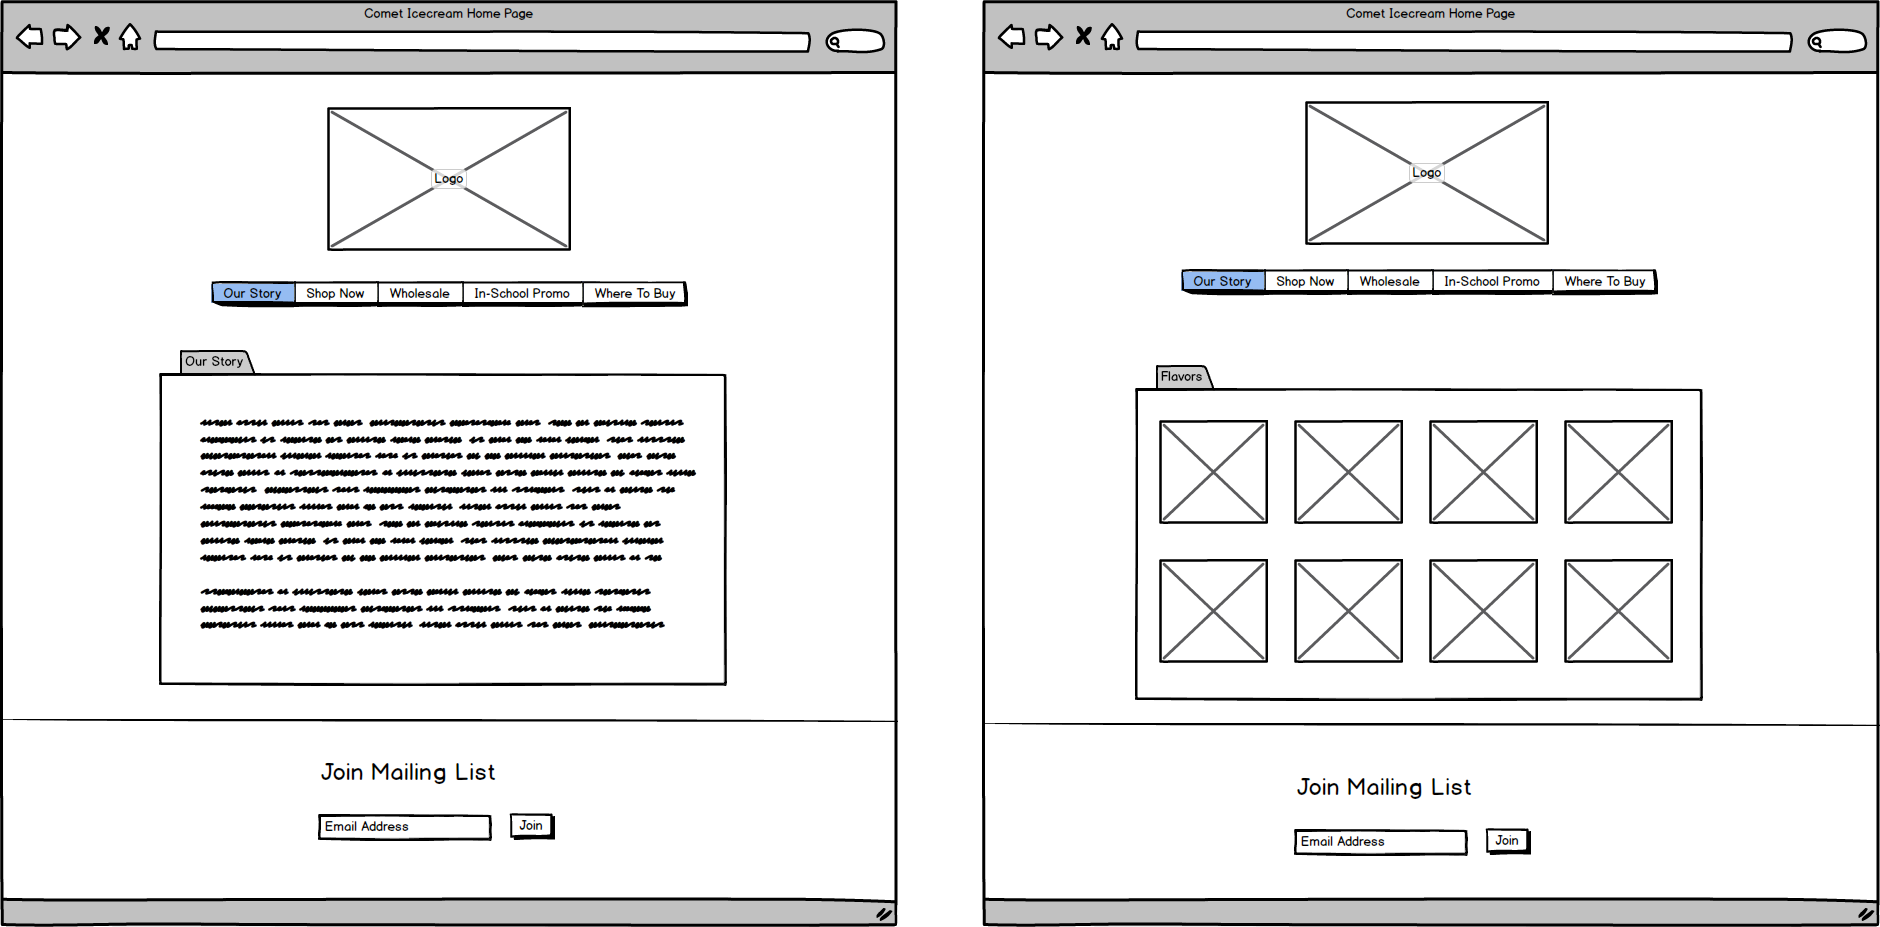 Comet Icecream Home Page
Logo
Our Story Shop Now Wholesale In-School Promo Where To Buy
Our Story
Join Mailing List
Email Address Join
Comet Icecream Home Page
Logo
Our Story Shop Now Wholesale In-School Promo Where To Buy
Flavors
Join Mailing List
Email Address Join